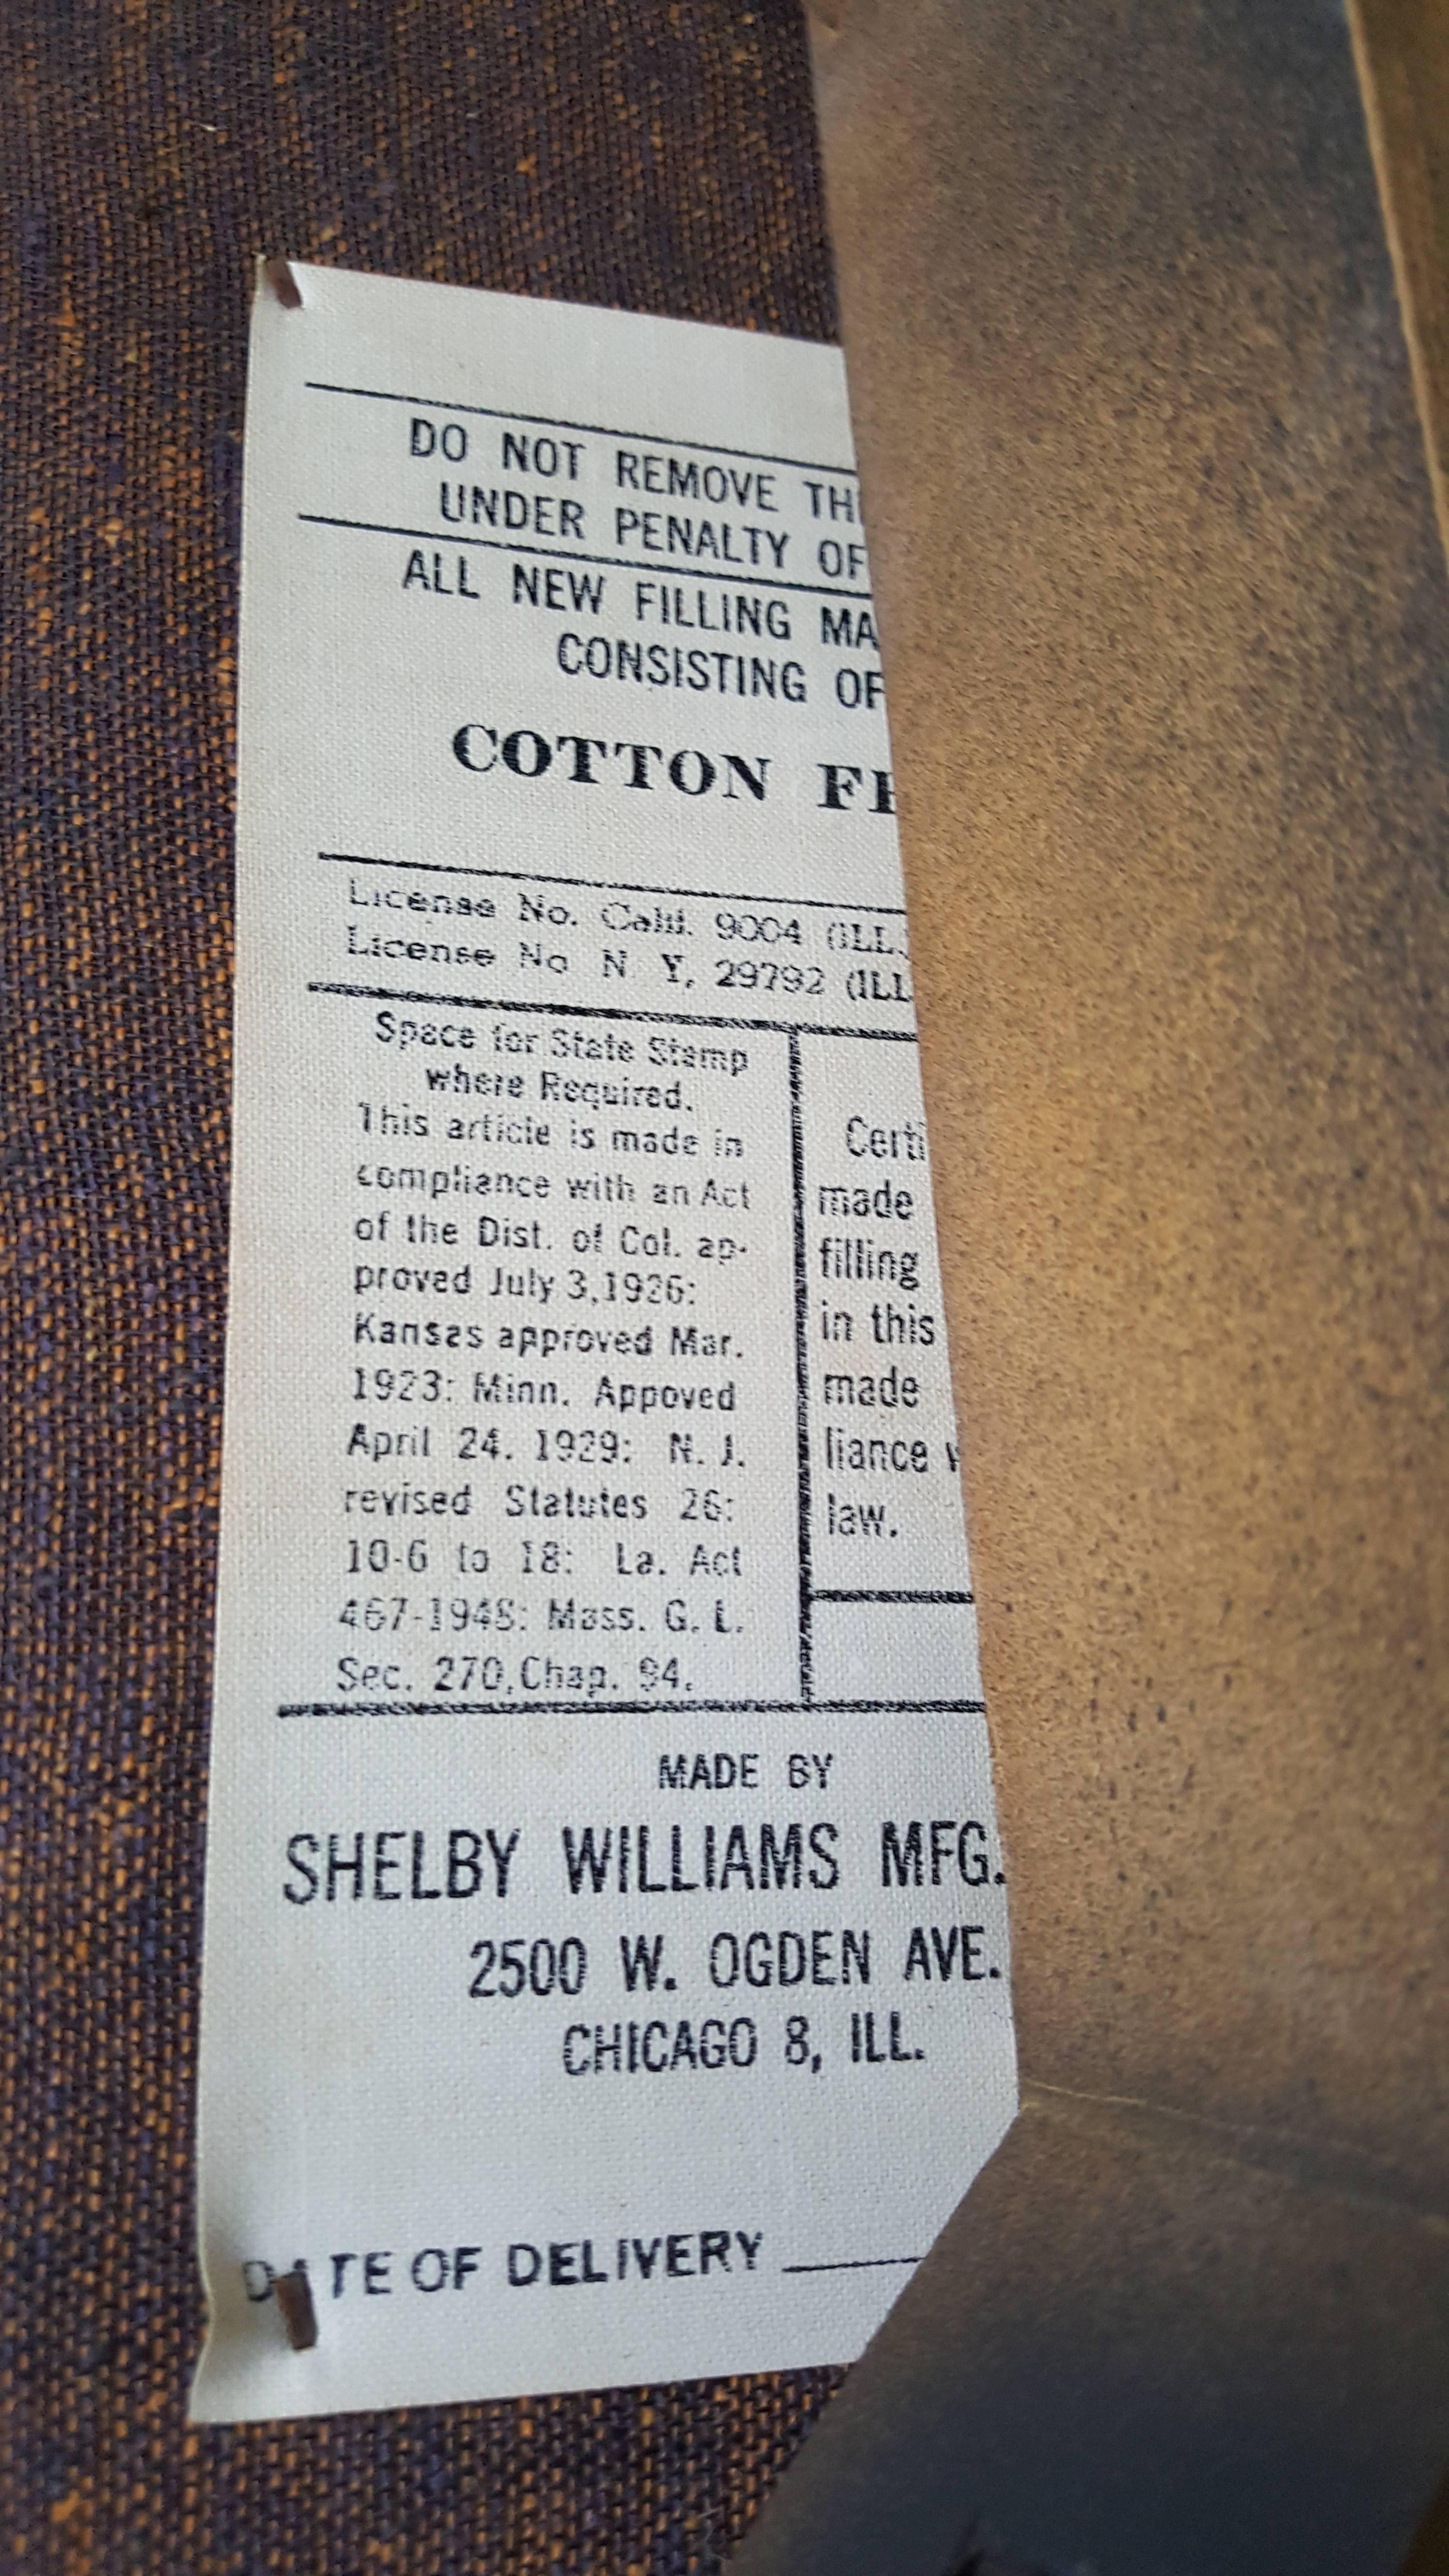 DO NOT REMOVE TH
UNDER PENALTY OF
ALL NEW FILLING MA
CONSISTING OF
COTTON FE
License No. Calif. 9004 (ILL.
License No N. Y, 29792 (ILL
Space for State Stamp
where Required.
This article is made in
compliance with an Act
of the Dist. of Col. ap-
proved July 3,1926:
Kansas approved Mar.
1923: Minn. Appoved
April 24. 1929: N. J.
revised Statutes 26:
10-6 to 18: La. Act
467-1948: Mass. G. L.
Sec. 270,Chap. 94.
Certi
made
filling
in this
made
liance
law.
MADE BY
SHELBY WILLIAMS MFG.
2500 W. OGDEN AVE.
CHICAGO 8, ILL.
DATE OF DELIVERY